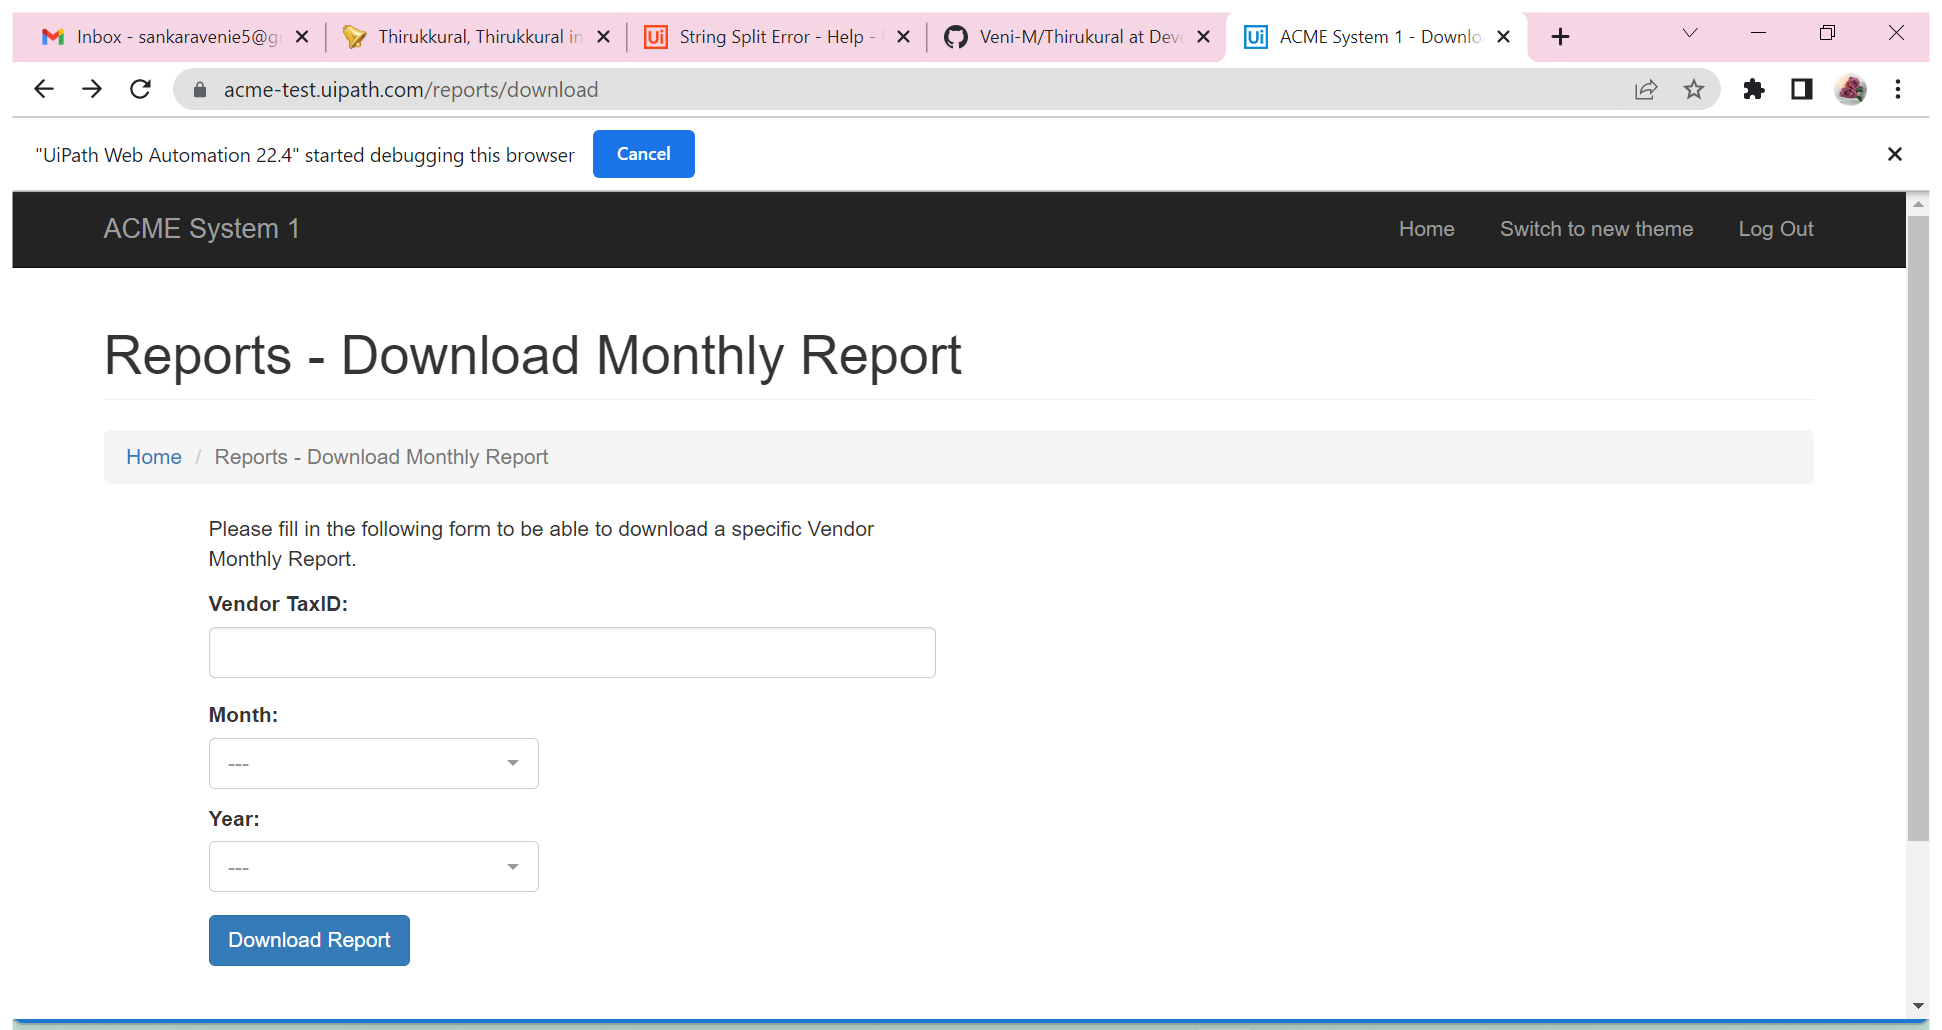 Inbox - sankaravenie5@g
Thirukkural, Thirukkural in
String Split Error - Help -
Veni-M/Thirukural at Deve
ACME System 1 - Downlo
acme-test.uipath.com/reports/download
"UiPath Web Automation 22.4" started debugging this browser
Cancel
ACME System 1
Home
Switch to new theme
Log Out
Reports - Download Monthly Report
Home / Reports - Download Monthly Report
Please fill in the following form to be able to download a specific Vendor
Monthly Report.
Vendor TaxID:
Month:
---
Year:
---
Download Report